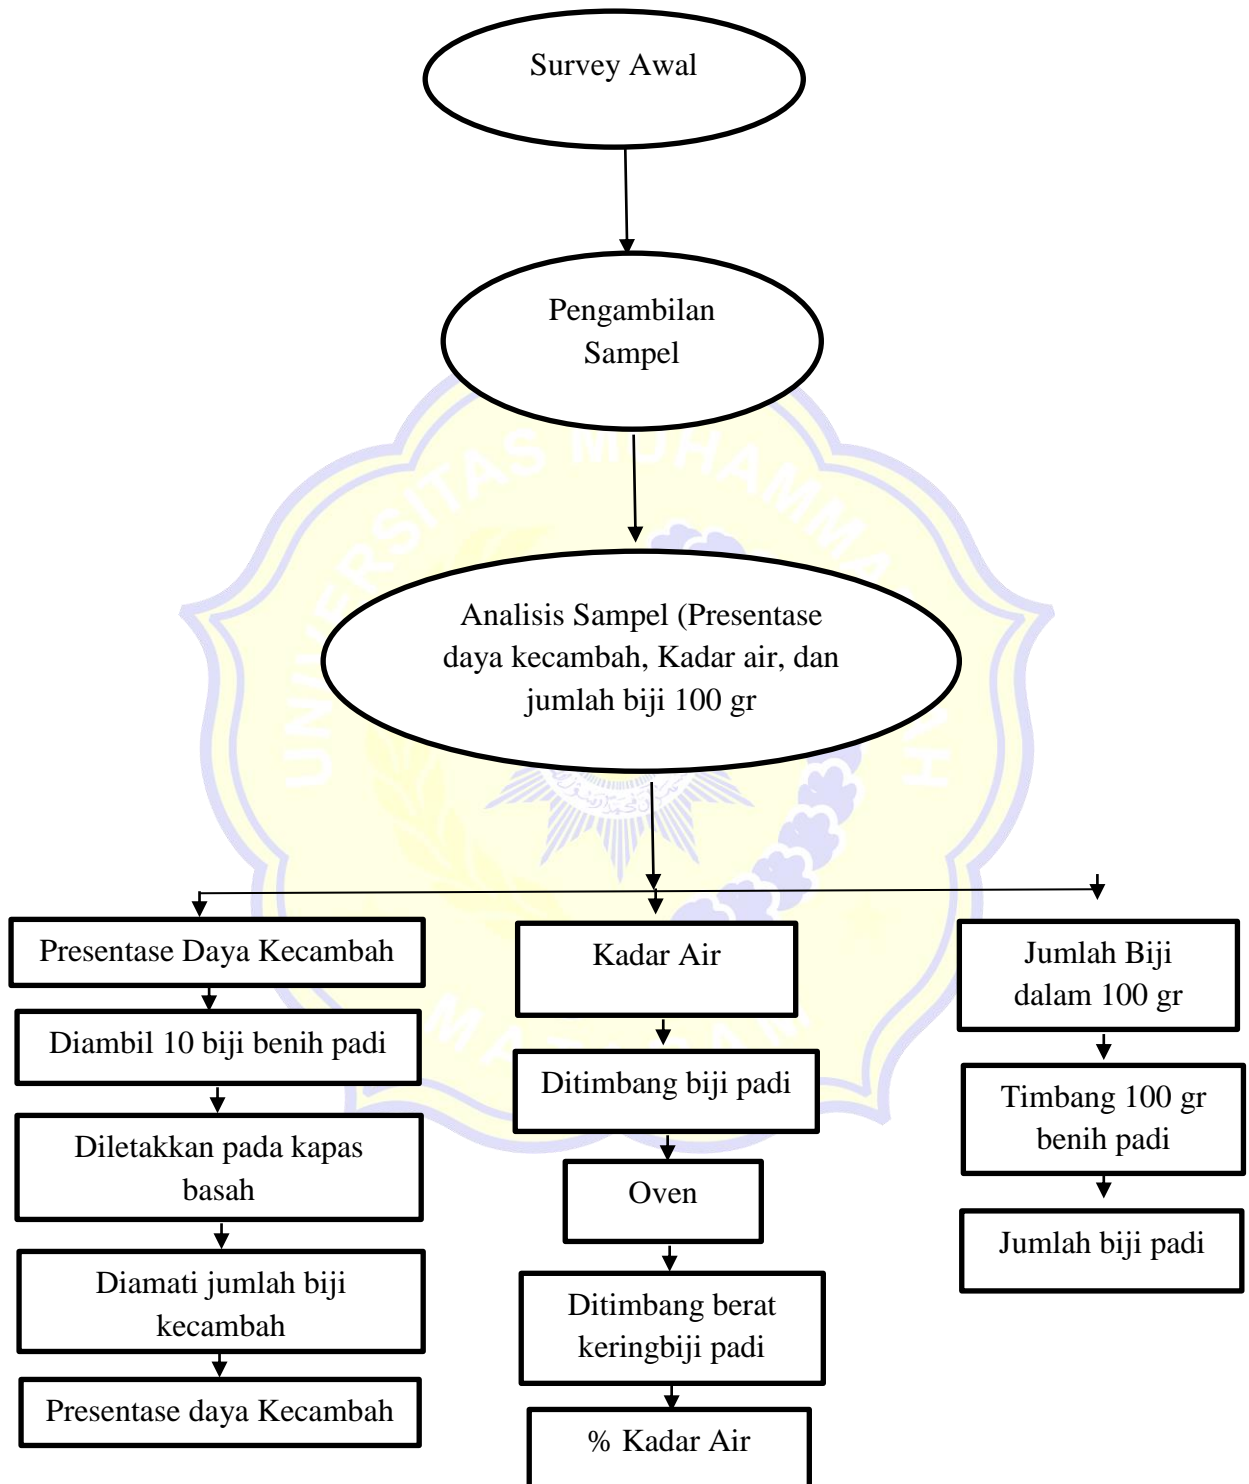 Survey Awal
Pengambilan
Sampel
UNIVERSITAS MUHAMMADIYAH
MATARAM
Analisis Sampel (Presentase
daya kecambah, Kadar air, dan
jumlah biji 100 gr
Presentase Daya Kecambah
Diambil 10 biji benih padi
Diletakkan pada kapas
basah
Diamati jumlah biji
kecambah
Presentase daya Kecambah
Kadar Air
Ditimbang biji padi
Oven
Ditimbang berat
keringbiji padi
% Kadar Air
Jumlah Biji
dalam 100 gr
Timbang 100 gr
benih padi
Jumlah biji padi